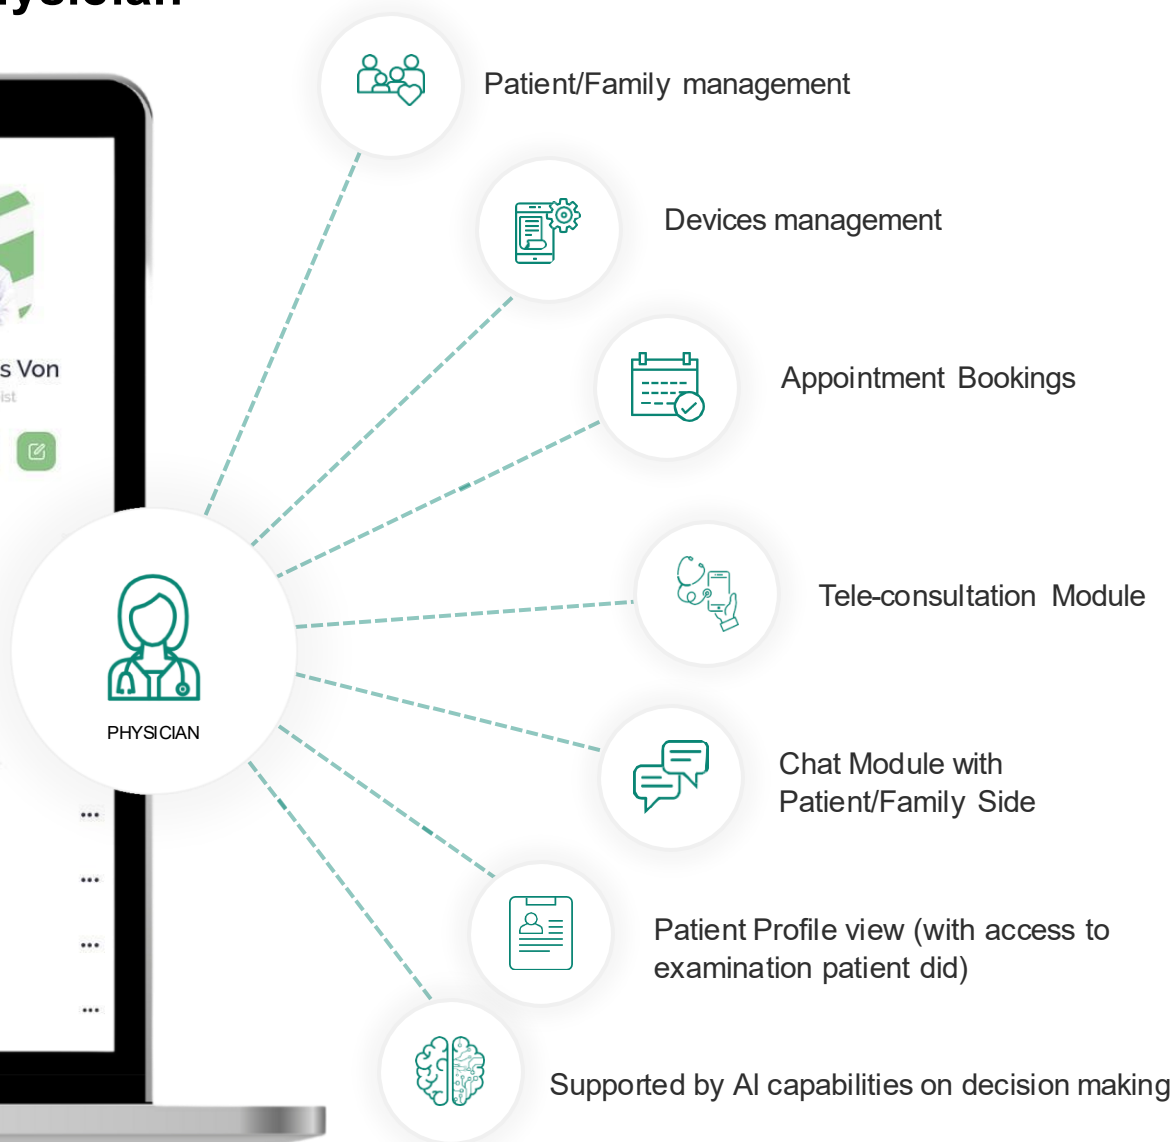 Patient/Family management
Devices management
s Von
ist
Appointment Bookings
Tele-consultation Module
PHYSICIAN
Chat Module with
Patient/Family Side
Patient Profile view (with access to
examination patient did)
Supported by AI capabilities on decision making